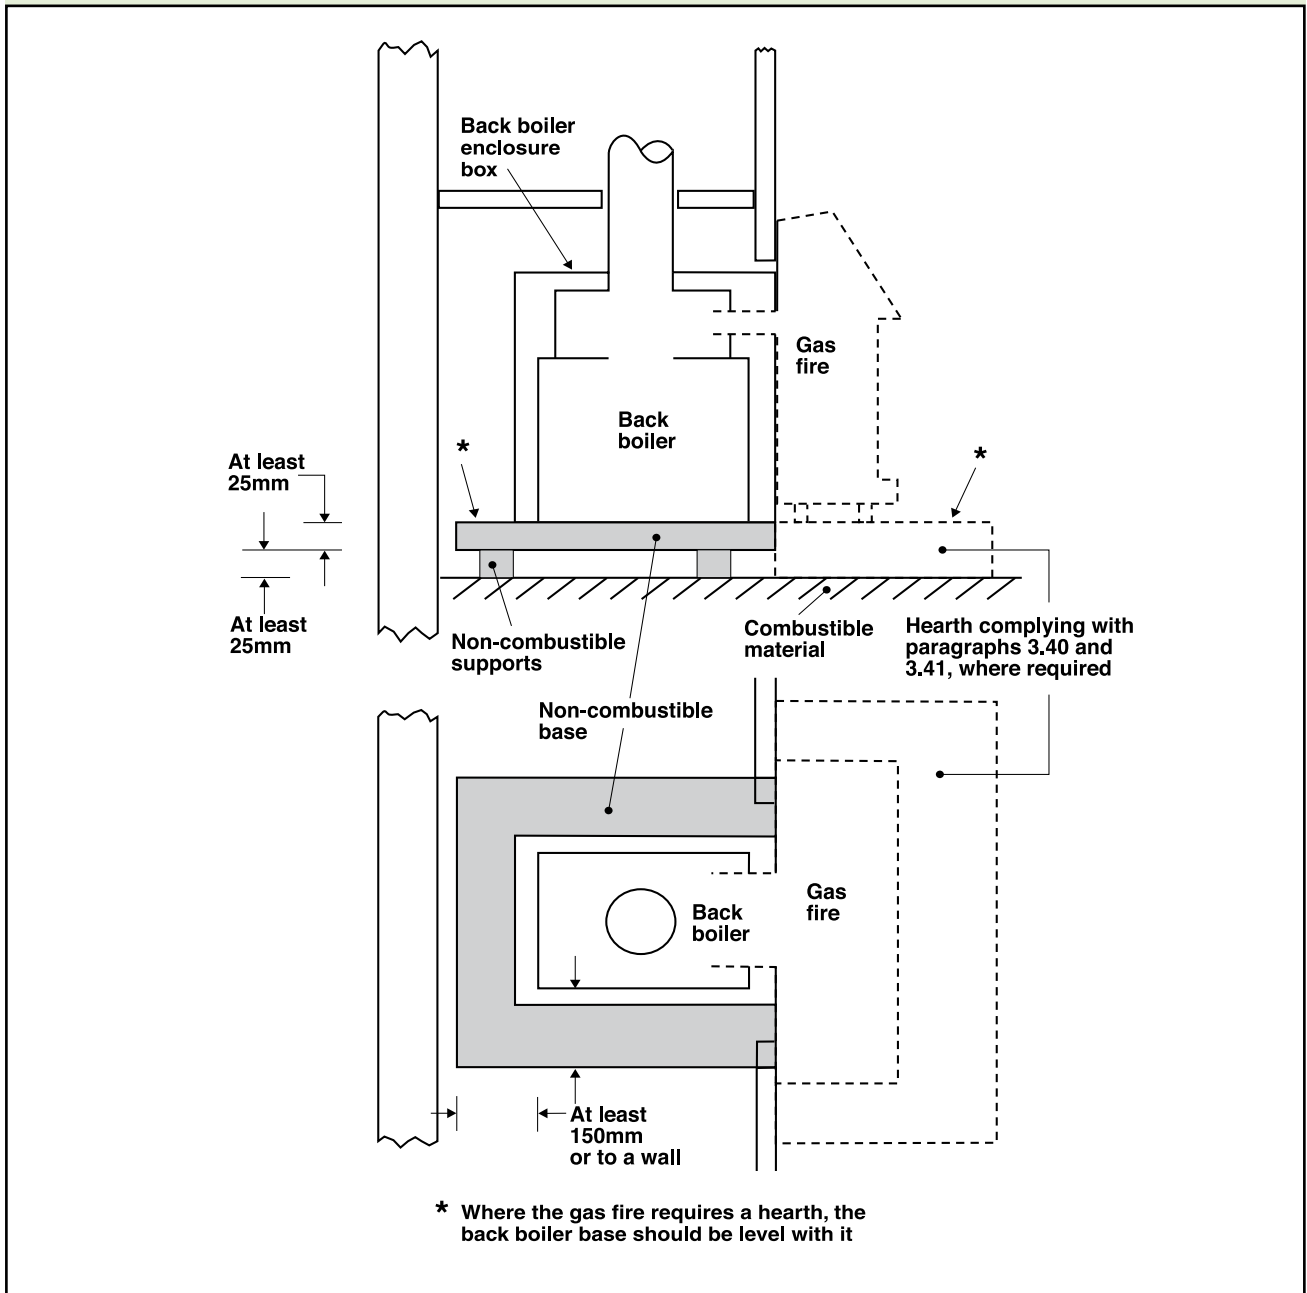 Back boiler
enclosure
box
Gas
fire
Back
boiler
*
*
At least
25mm
At least
25mm
Non-combustible
supports
Combustible
material
Hearth complying with
paragraphs 3.40 and
3.41, where required
Non-combustible
base
Back
boiler
Gas
fire
At least
150mm
or to a wall
* Where the gas fire requires a hearth, the
back boiler base should be level with it